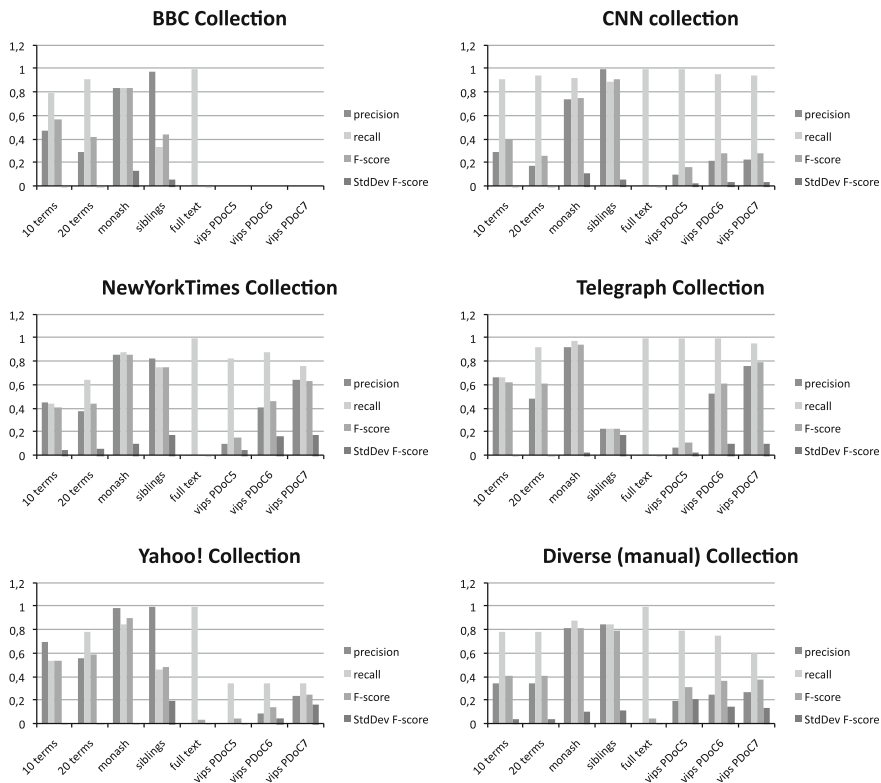 BBC Collection
1,2
1
0,8
0,6
0,4
0,2
0
10 terms
20 terms
monash
siblings
full text
vips PDoC5
vips PDoC6
vips PDoC7
precision
recall
F-score
StdDev F-score
CNN collection
1,2
1
0,8
0,6
0,4
0,2
0
10 terms
20 terms
monash
siblings
full text
vips PDoC5
vips PDoC6
vips PDoC7
precision
recall
F-score
StdDev F-score
NewYorkTimes Collection
1,2
1
0,8
0,6
0,4
0,2
0
10 terms
20 terms
monash
siblings
full text
vips PDoC5
vips PDoC6
vips PDoC7
precision
recall
F-score
StdDev F-score
Telegraph Collection
1,2
1
0,8
0,6
0,4
0,2
0
10 terms
20 terms
monash
siblings
full text
vips PDoC5
vips PDoC6
vips PDoC7
precision
recall
F-score
StdDev F-score
Yahoo! Collection
1,2
1
0,8
0,6
0,4
0,2
0
10 terms
20 terms
monash
siblings
full text
vips PDoC5
vips PDoC6
vips PDoC7
precision
recall
F-score
StdDev F-score
Diverse (manual) Collection
1,2
1
0,8
0,6
0,4
0,2
0
10 terms
20 terms
monash
siblings
full text
vips PDoC5
vips PDoC6
vips PDoC7
precision
recall
F-score
StdDev F-score